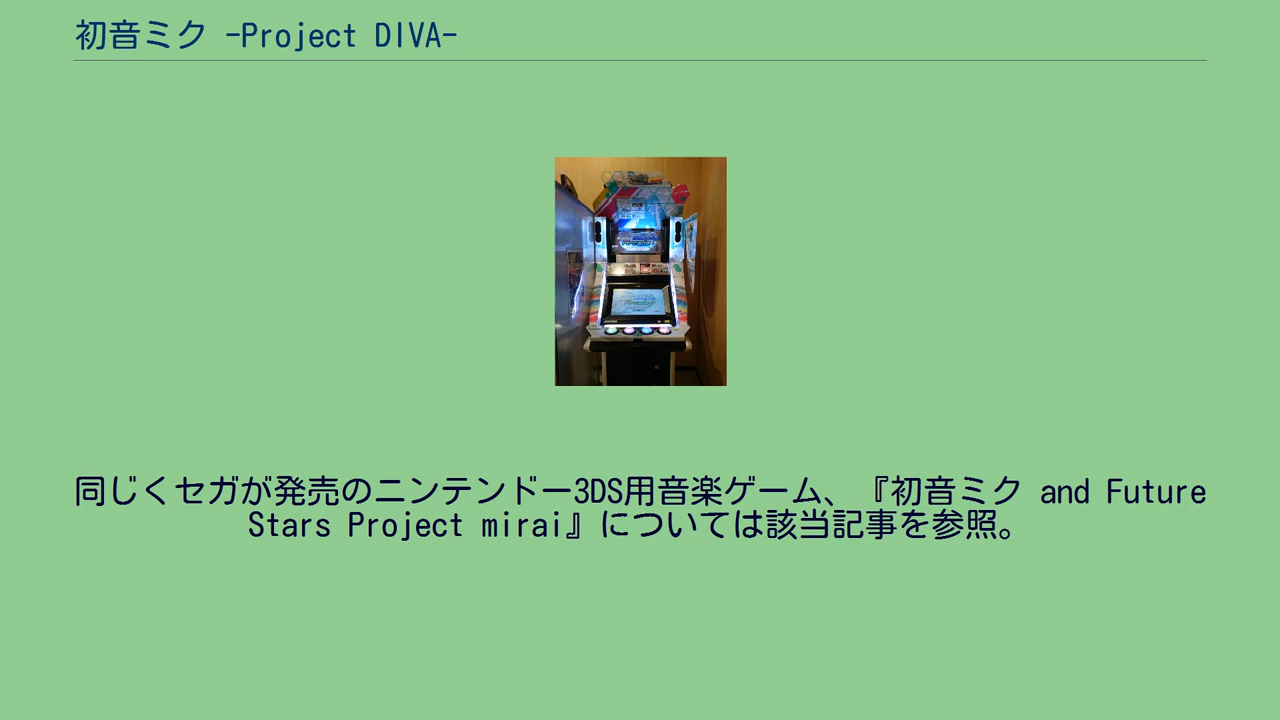 初音ミク -Project DIVA-
同じくセガが発売のニンテンドー3DS用音楽ゲーム、『初音ミク and Future
Stars Project mirai』については該当記事を参照。